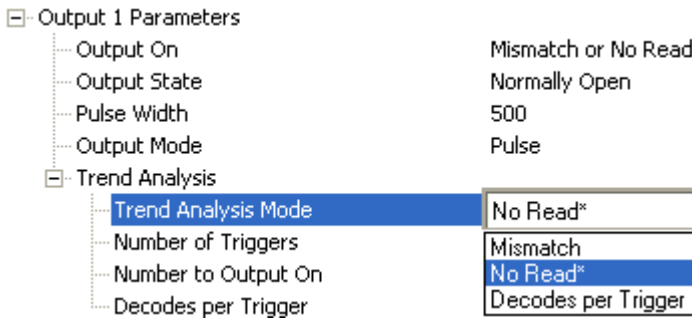 Output 1 Parameters
Output On Mismatch or No Read
Output State Normally Open
Pulse Width 500
Output Mode Pulse
Trend Analysis
Trend Analysis Mode No Read*
Number of Triggers Mismatch
Number to Output On No Read*
Decodes per Trigger Decodes per Trigger